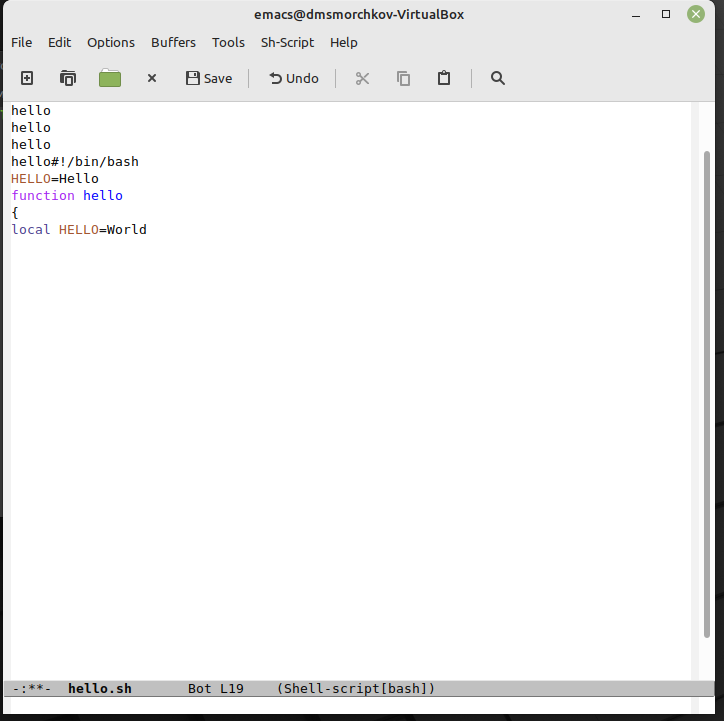 emacs@dmsmorchkov-VirtualBox
File Edit Options Buffers Tools Sh-Script Help
Save Undo
hello
hello
hello
hello#!/bin/bash
HELLO=Hello
function hello
{
local HELLO=World
-:**- hello.sh Bot L19 (Shell-script[bash])